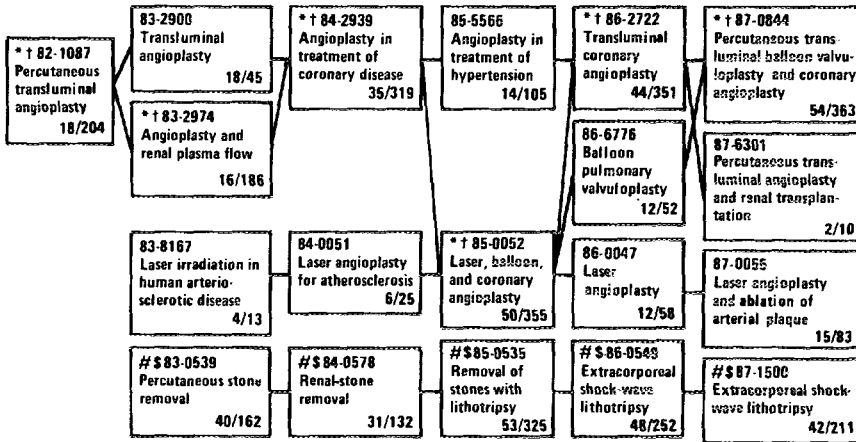 * † 82-1087
Percutaneous
transluminal
angioplasty
18/204
83-2900
Transluminal
angioplasty
18/45
* † 83-2974
Angioplasty and
renal plasma flow
16/186
83-8167
Laser irradiation in
human arterio-
sclerotic disease
4/13
#$83-0539
Percutaneous stone
removal
40/162
* † 84-2939
Angioplasty in
treatment of
coronary disease
35/319
84-0051
Laser angioplasty
for atherosclerosis
6/25
#$84-0578
Renal-stone
removal
31/132
85-5566
Angioplasty in
treatment of
hypertension
14/105
* † 85-0052
Laser, balloon,
and coronary
angioplasty
50/355
#$85-0535
Removal of
stones with
lithotripsy
53/325
* † 86-2722
Transluminal
coronary
angioplasty
44/351
86-6776
Balloon
pulmonary
valvuloplasty
12/52
86-0047
Laser
angioplasty
12/58
#$86-0549
Extracorporeal
shock-wave
lithotripsy
48/252
* † 87-0844
Percutaneous trans-
luminal balloon valvu-
loplasty and coronary
angioplasty
54/363
87-6301
Percutaneous trans-
luminal angioplasty
and renal transplan-
tation
2/10
87-0055
Laser angioplasty
and ablation of
arterial plaque
15/83
#$87-1500
Extracorporeal shock-
wave lithotripsy
42/211